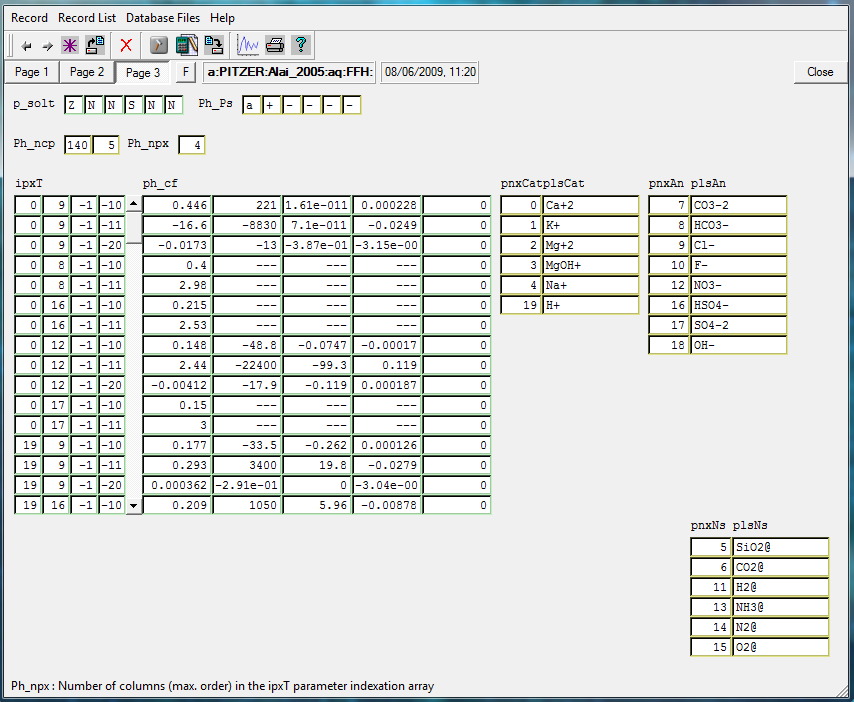 Record Record List Database Files Help
Page 1 Page 2 Page 3 F a:PITZER:Alai_2005:aq:FFH: 08/06/2009, 11:20 Close
p_solt Z N N S N N Ph_Ps a + - - - -
Ph_ncp 140 5 Ph_npx 4
ipxT ph_cf pnxCat plsCat pnxAn plsAn
0 9 -1 -10 0.446 221 1.61e-011 0.000228 0 0 Ca+2 7 CO3-2
0 9 -1 -11 -16.6 -8830 7.1e-011 -0.0249 0 1 K+ 8 HCO3-
0 9 -1 -20 -0.0173 -13 -3.87e-01 -3.15e-00 0 2 Mg+2 9 Cl-
0 8 -1 -10 0.4 --- --- --- 0 3 MgOH+ 10 F-
0 8 -1 -11 2.98 --- --- --- 0 4 Na+ 12 NO3-
0 16 -1 -10 0.215 --- --- --- 0 19 H+ 16 HSO4-
0 16 -1 -11 2.53 --- --- --- 0 17 SO4-2
0 12 -1 -10 0.148 -48.8 -0.0747 -0.00017 0 18 OH-
0 12 -1 -11 2.44 -22400 -99.3 0.119 0
0 12 -1 -20 -0.00412 -17.9 -0.119 0.000187 0
0 17 -1 -10 0.15 --- --- --- 0
0 17 -1 -11 3 --- --- --- 0
19 9 -1 -10 0.177 -33.5 -0.262 0.000126 0
19 9 -1 -11 0.293 3400 19.8 -0.0279 0
19 9 -1 -20 0.000362 -2.91e-01 0 -3.04e-00 0
19 16 -1 -10 0.209 1050 5.96 -0.00878 0
pnxNs plsNs
5 SiO2@
6 CO2@
11 H2@
13 NH3@
14 N2@
15 O2@
Ph_npx : Number of columns (max. order) in the ipxT parameter indexation array